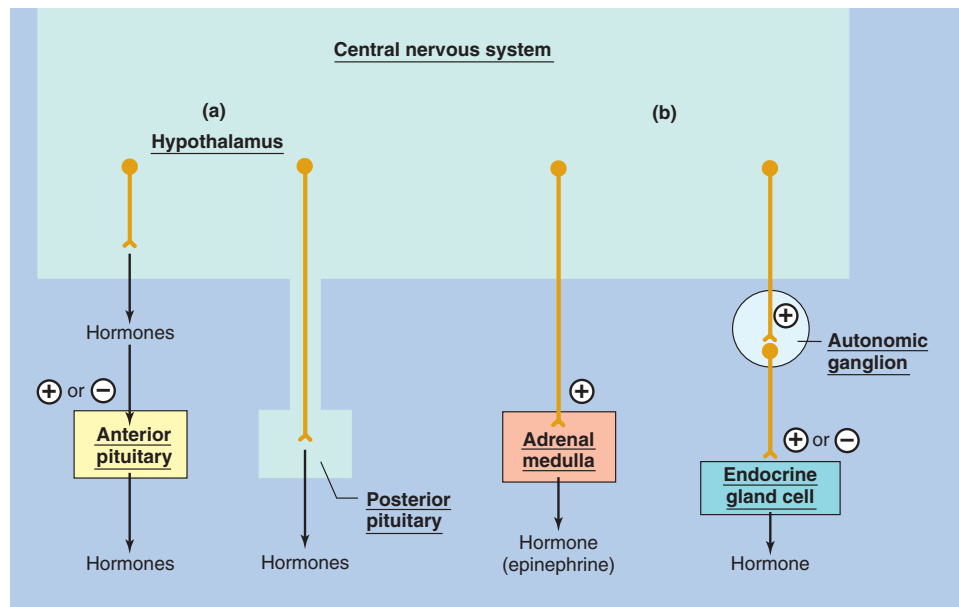 Central nervous system
(a)
Hypothalamus
(b)
Hormones
+ or −
Anterior
pituitary
Hormones
Posterior
pituitary
Hormones
+
Adrenal
medulla
Hormone
(epinephrine)
+
Autonomic
ganglion
+ or −
Endocrine
gland cell
Hormone